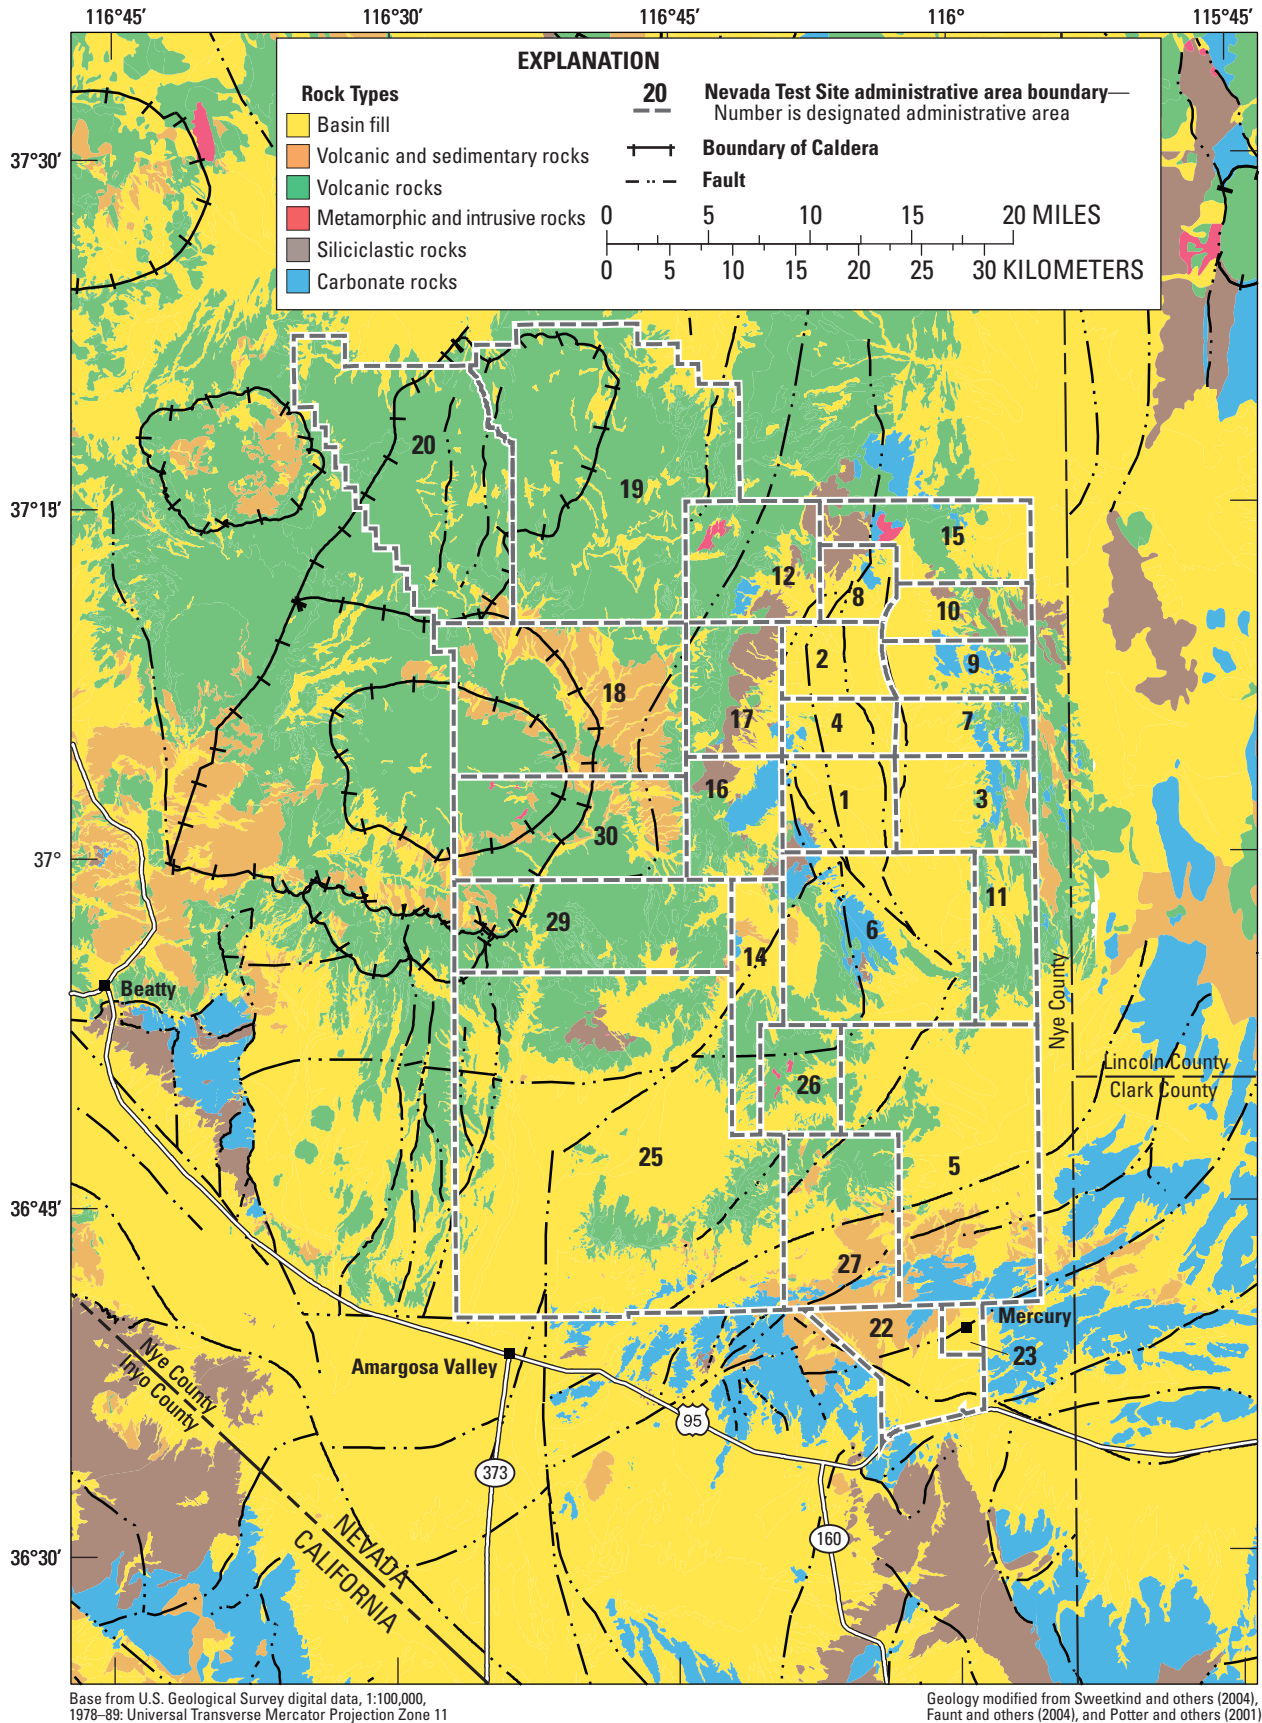 116°45′ 116°30′ 116°45′ 116° 115°45′
EXPLANATION
Rock Types
Basin fill
Volcanic and sedimentary rocks
Volcanic rocks
Metamorphic and intrusive rocks
Siliciclastic rocks
Carbonate rocks
20 Nevada Test Site administrative area boundary—
Number is designated administrative area
Boundary of Caldera
Fault
0 5 10 15 20 MILES
0 5 10 15 20 25 30 KILOMETERS
37°30′
37°15′
37°
36°45′
36°30′
20
19
15
12
8
10
2
9
18
17
4
7
16
1
3
30
11
29
6
14
Beatty
Nye County
Lincoln County
Clark County
26
25
5
27
22
Mercury
23
Amargosa Valley
Nye County
Inyo County
95
373
160
NEVADA
CALIFORNIA
Base from U.S. Geological Survey digital data, 1:100,000,
1978–89: Universal Transverse Mercator Projection Zone 11
Geology modified from Sweetkind and others (2004),
Faunt and others (2004), and Potter and others (2001)